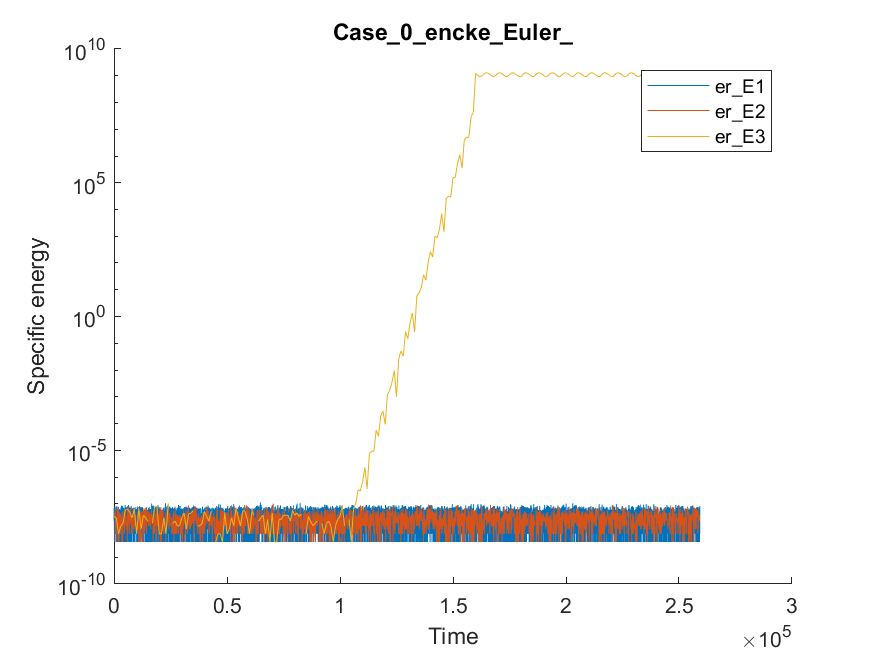 Case_0_encke_Euler_
10^10
10^5
10^0
10^-5
10^-10
Specific energy
er_E1
er_E2
er_E3
0
0.5
1
1.5
2
2.5
3
Time
×10^5